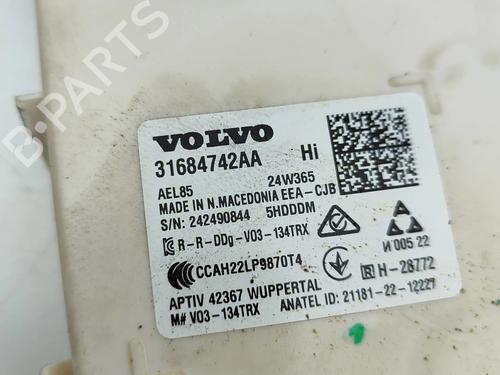 B-PARTS
VOLVO
31684742AA Hi
AEL85 24W365
MADE IN N.MACEDONIA EEA-CJB
S/N: 242490844 5HDDDM
R-R-DDg-V03-134TRX
И 005 22
CCAH22LP9870T4
R H-28772
APTIV 42367 WUPPERTAL
ANATEL ID: 21181-22-12227
M# V03-134TRX